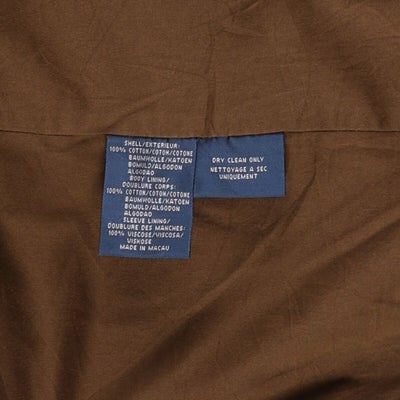 SHELL/EXTERIEUR:
100% COTTON/COTON/COTONE
BAUMHOLLE/KATOEN
BOMULD/ALGODON
ALGODAO
BODY LINING/
DOUBLURE CORPS:
100% COTTON/COTON/COTONE
BAUMHOLLE/KATOEN
BOMULD/ALGODON
ALGODAO
SLEEVE LINING/
DOUBLURE DES MANCHES:
100% VISCOSE/VISCOSA/
VISKOSE
MADE IN MACAU
DRY CLEAN ONLY
NETTOYAGE A SEC
UNIQUEMENT